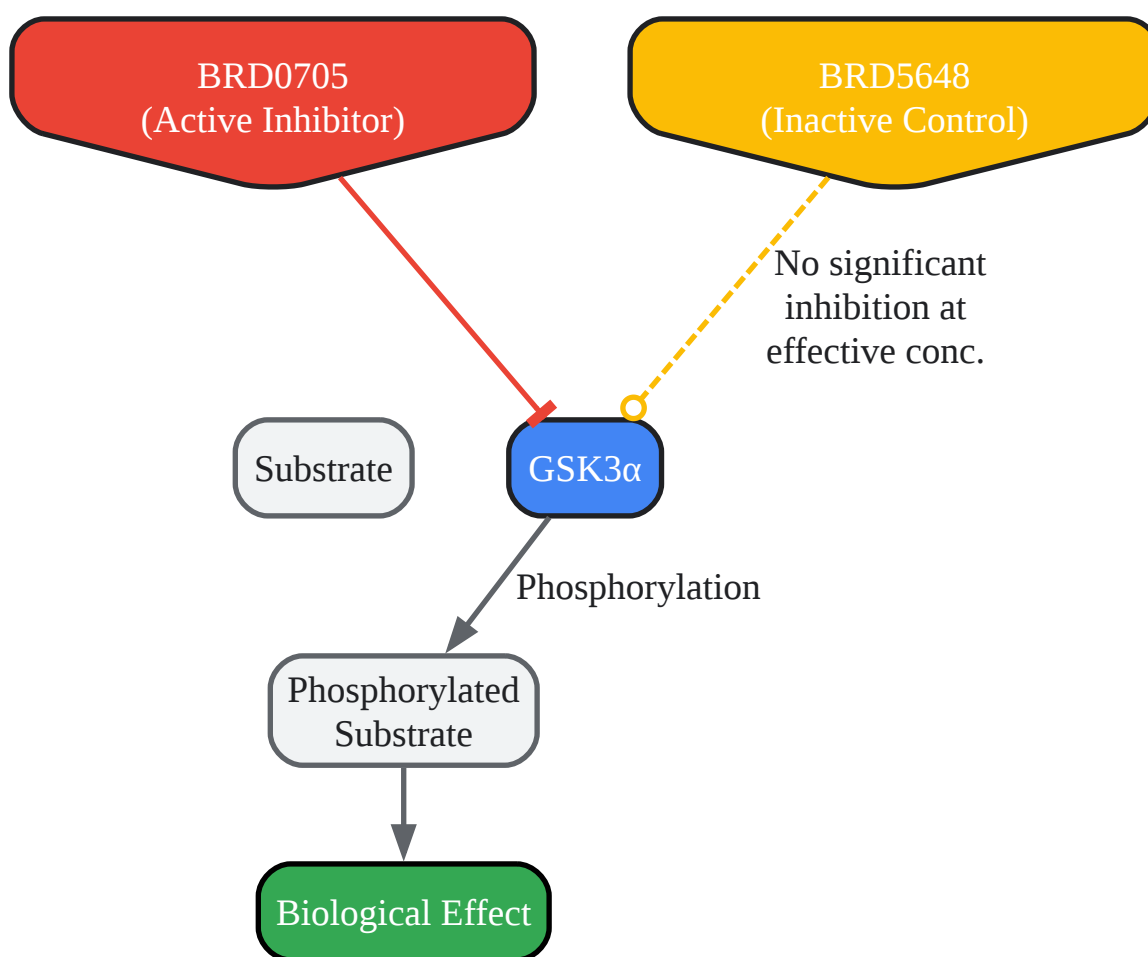 BRD0705
(Active Inhibitor)
BRD5648
(Inactive Control)
No significant
inhibition at
effective conc.
Substrate
GSK3α
Phosphorylation
Phosphorylated
Substrate
Biological Effect